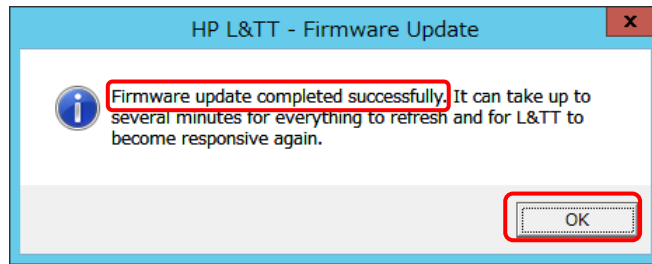 HP L&TT - Firmware Update
x
Firmware update completed successfully. It can take up to
several minutes for everything to refresh and for L&TT to
become responsive again.
OK